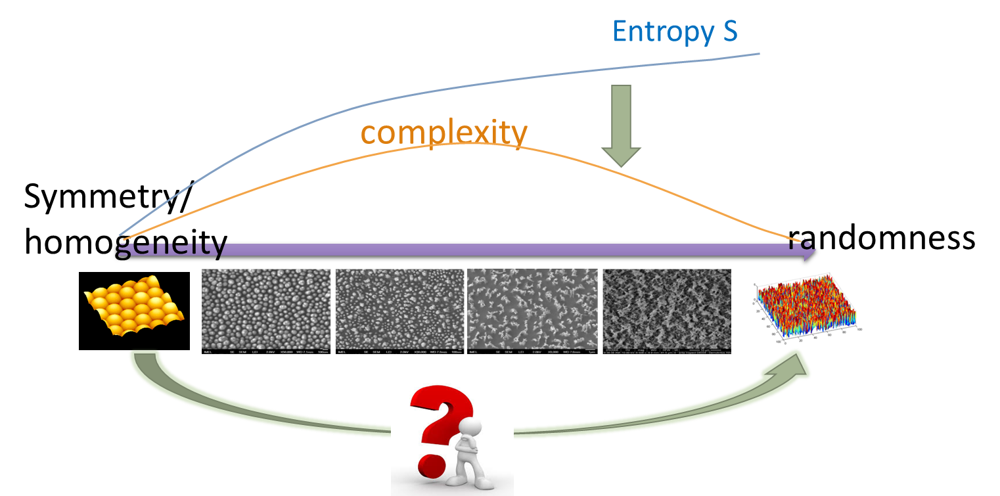 Entropy S
complexity
Symmetry/
homogeneity
randomness